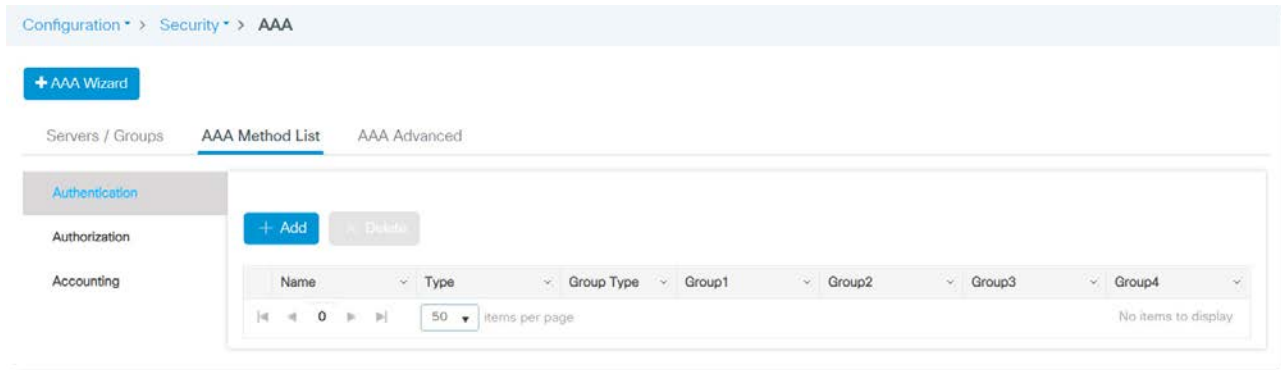 Configuration > Security > AAA
+ AAA Wizard
Servers / Groups AAA Method List AAA Advanced
Authentication
Authorization
Accounting
+ Add × Delete
Name Type Group Type Group1 Group2 Group3 Group4
0 50 items per page No items to display